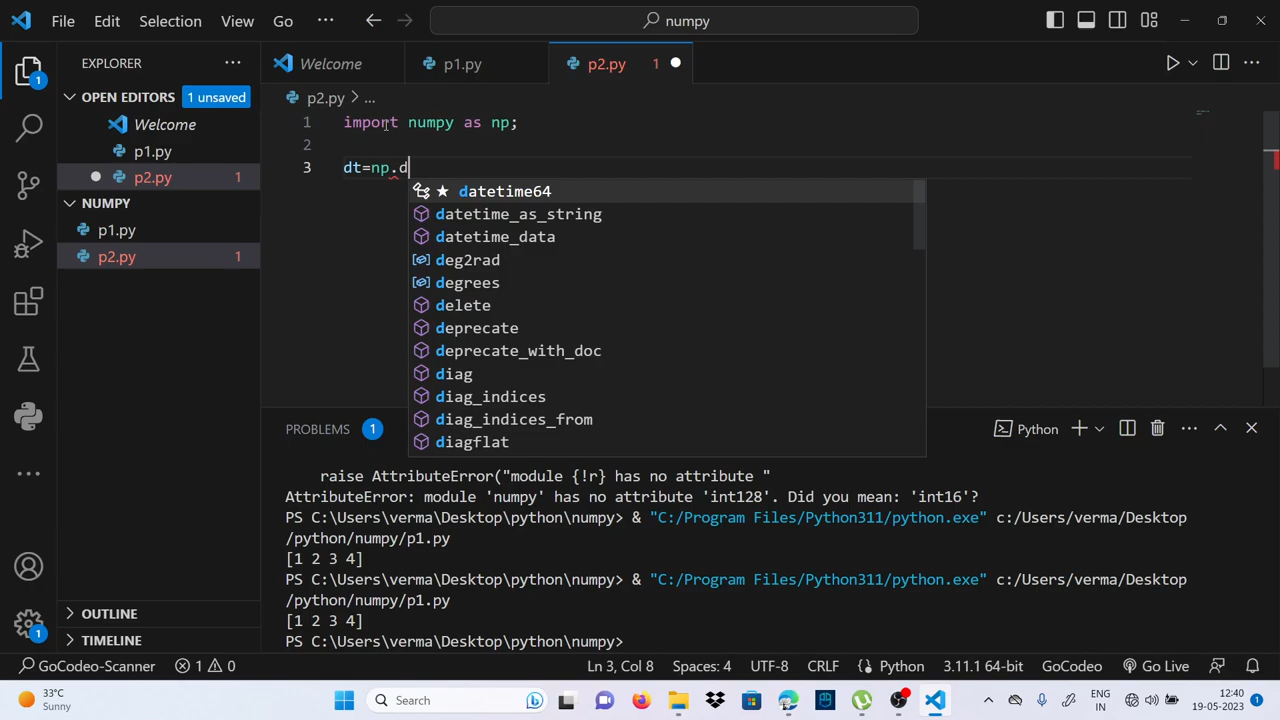 File Edit Selection View Go ··· numpy
EXPLORER ···
Welcome p1.py p2.py 1
OPEN EDITORS 1 unsaved
Welcome
p1.py
p2.py 1
NUMPY
p1.py
p2.py 1
OUTLINE
TIMELINE
p2.py > ...
1 import numpy as np;
2
3 dt=np.d
datetime64
datetime_as_string
datetime_data
deg2rad
degrees
delete
deprecate
deprecate_with_doc
diag
diag_indices
diag_indices_from
diagflat
PROBLEMS 1 Python
raise AttributeError("module {!r} has no attribute "
AttributeError: module 'numpy' has no attribute 'int128'. Did you mean: 'int16'?
PS C:\Users\verma\Desktop\python\numpy> & "C:/Program Files/Python311/python.exe" c:/Users/verma/Desktop
/python/numpy/p1.py
[1 2 3 4]
PS C:\Users\verma\Desktop\python\numpy> & "C:/Program Files/Python311/python.exe" c:/Users/verma/Desktop
/python/numpy/p1.py
[1 2 3 4]
PS C:\Users\verma\Desktop\python\numpy>
GoCodeo-Scanner 1 0 Ln 3, Col 8 Spaces: 4 UTF-8 CRLF Python 3.11.1 64-bit GoCodeo Go Live
33°C
Sunny
Search
ENG
IN
12:40
19-05-2023
1